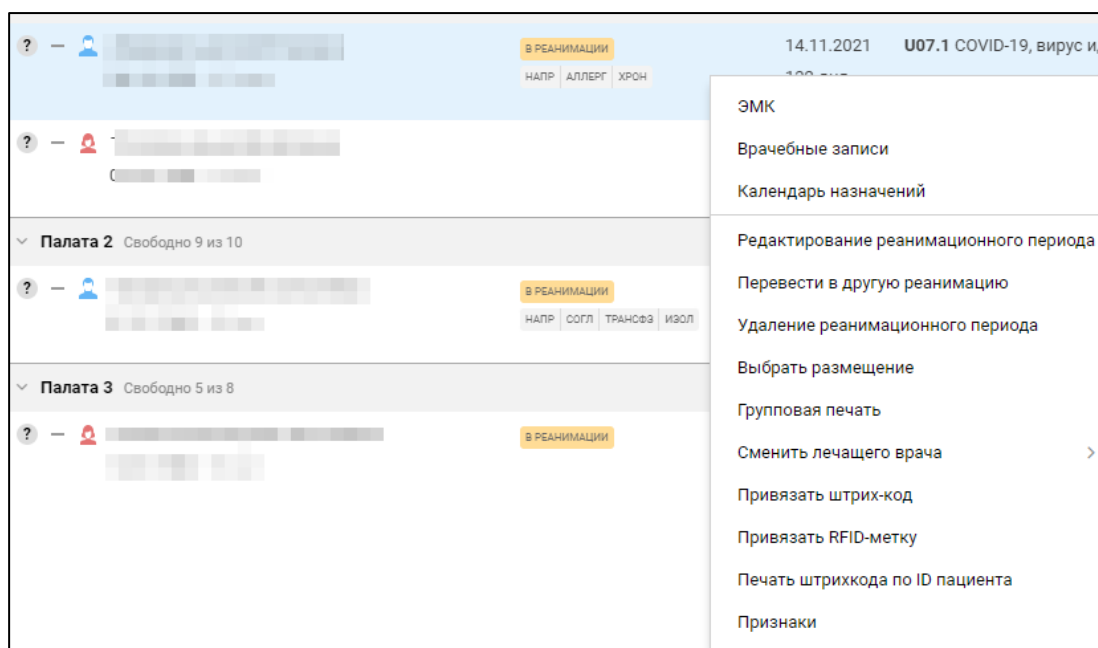 ? В РЕАНИМАЦИИ 14.11.2021 U07.1 COVID-19, вирус
НАПР АЛЛЕРГ ХРОН
ЭМК
Врачебные записи
Календарь назначений
?
Палата 2 Свободно 9 из 10
Редактирование реанимационного периода
Перевести в другую реанимацию
? В РЕАНИМАЦИИ
НАПР СОГЛ ТРАНСФЭ ИЗОЛ
Удаление реанимационного периода
Выбрать размещение
Палата 3 Свободно 5 из 8
Групповая печать
? В РЕАНИМАЦИИ
Сменить лечащего врача
Привязать штрих-код
Привязать RFID-метку
Печать штрихкода по ID пациента
Признаки